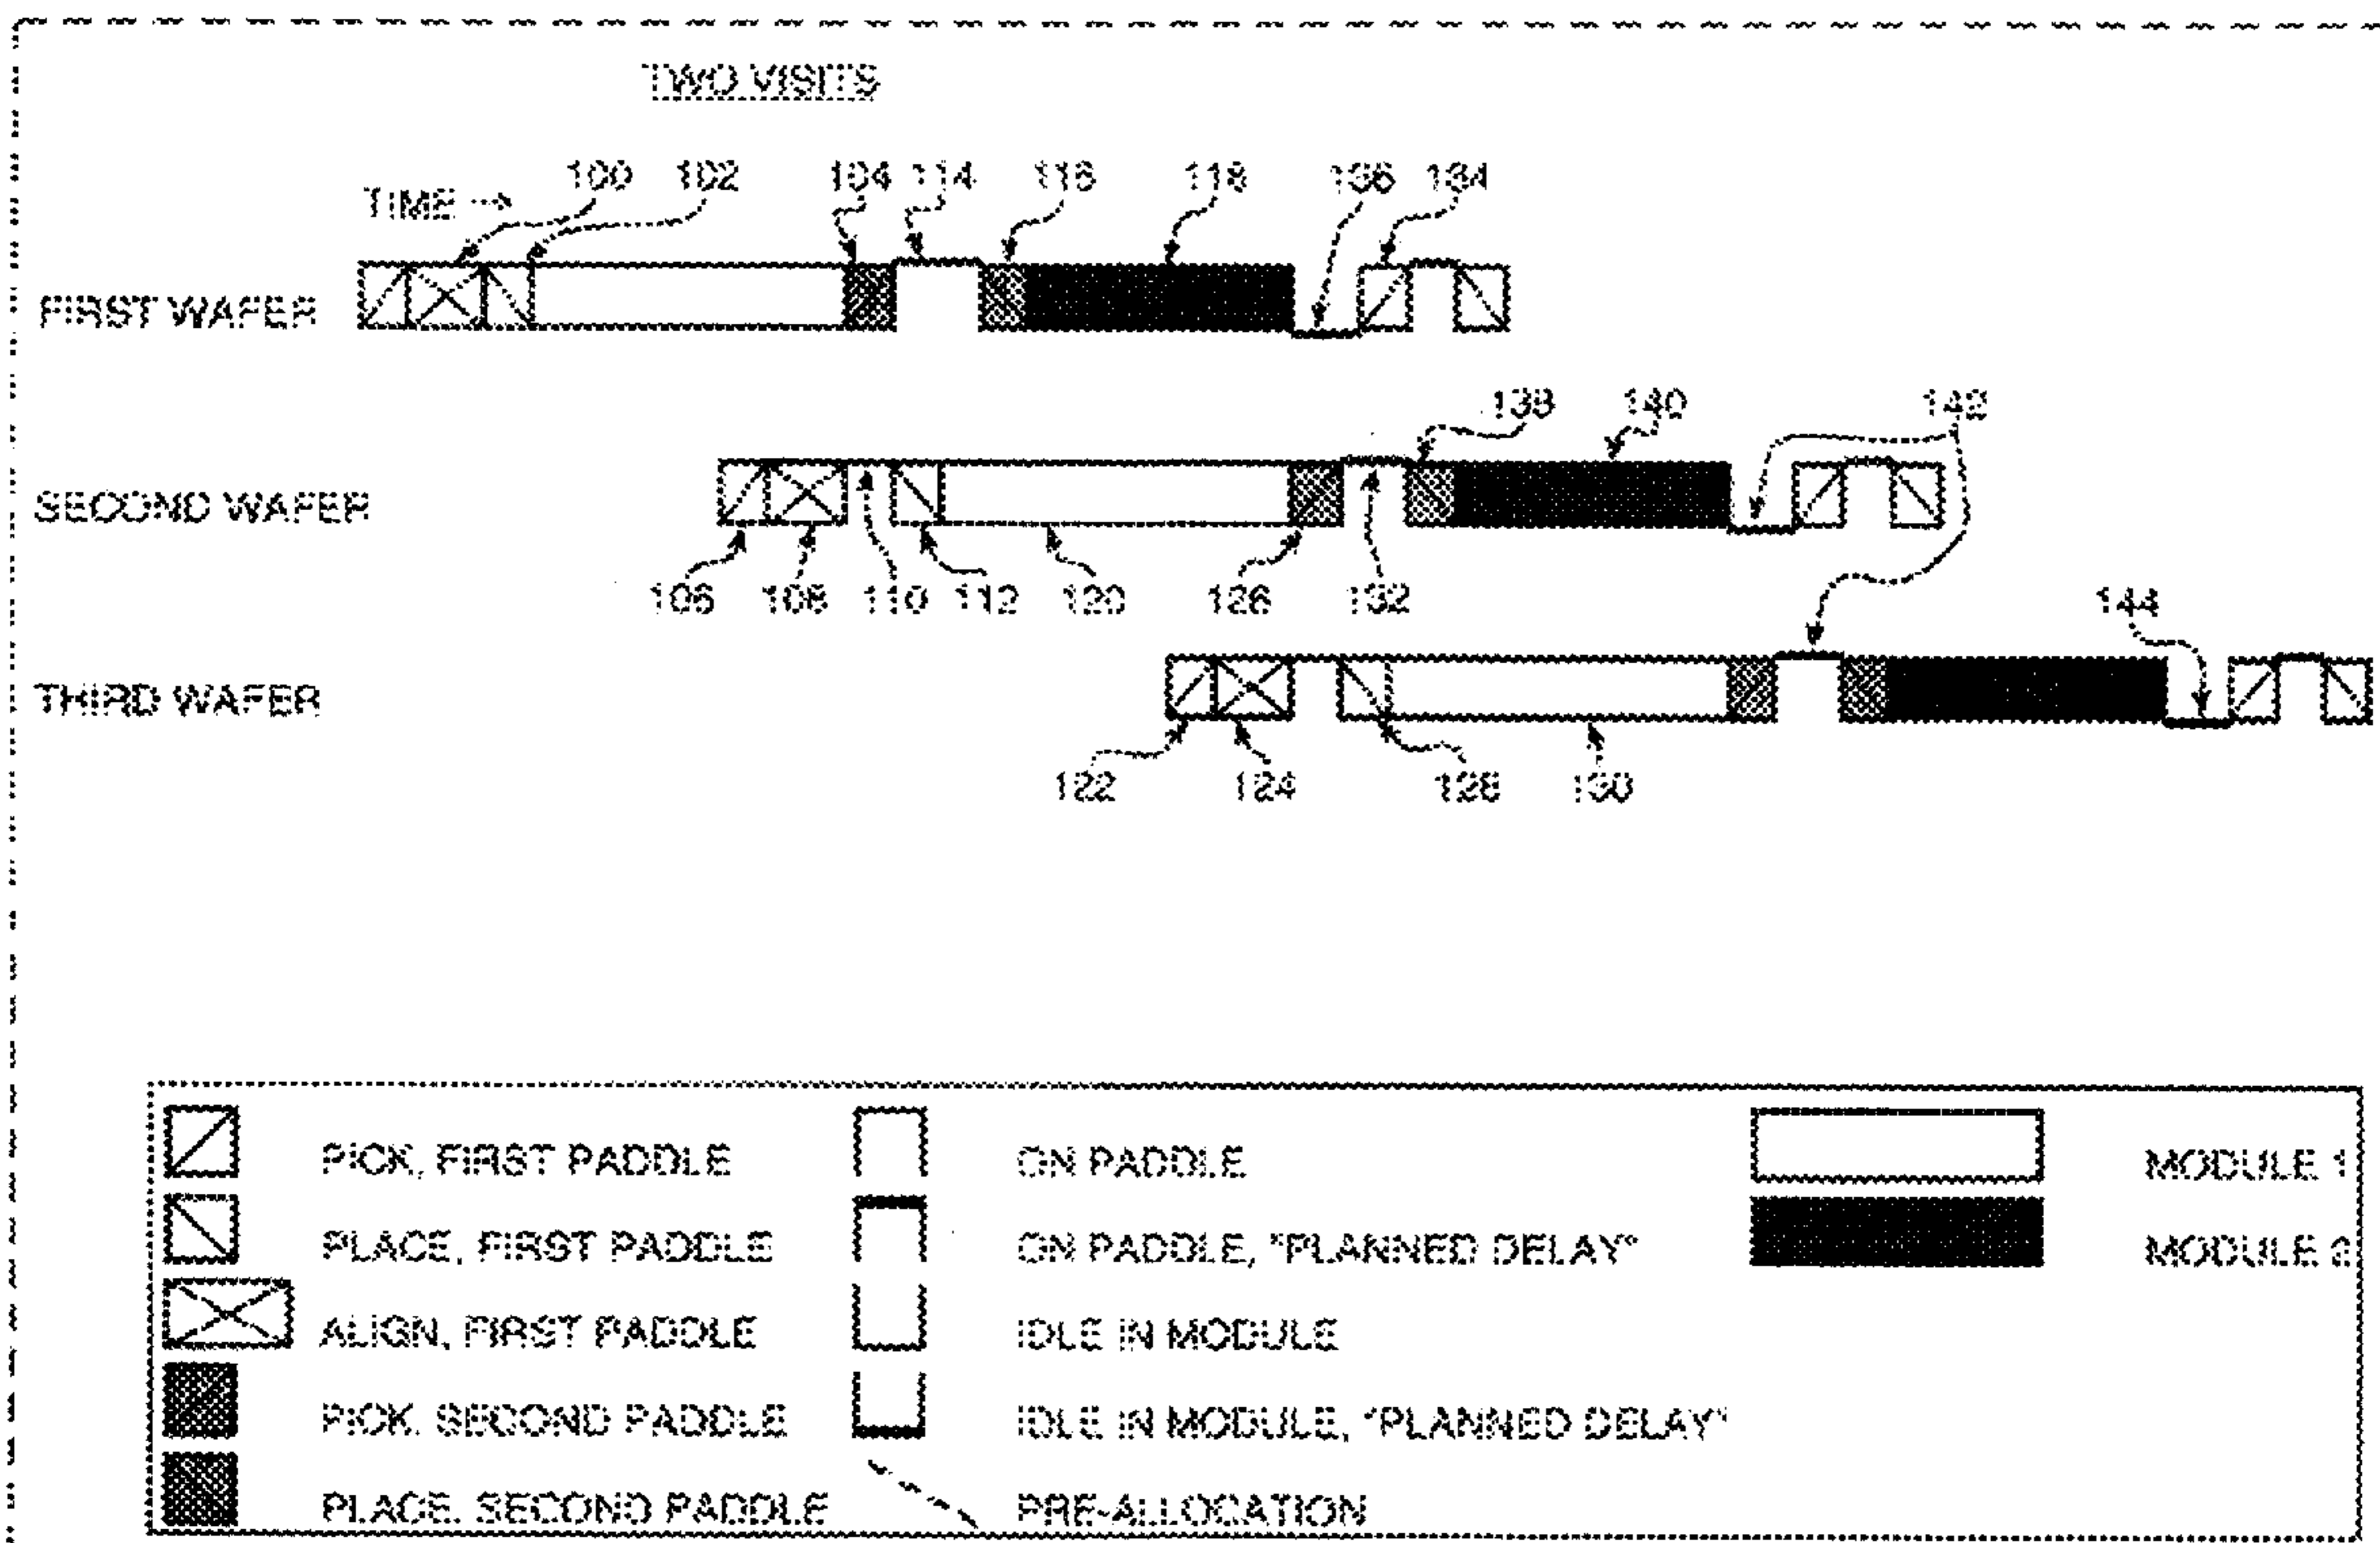 TWO VISITS
TIME
100 102 104 114 116 118 136 134
FIRST WAFER
138 140 142
SECOND WAFER
106 108 110 112 120 126 132 144
THIRD WAFER
122 124 128 130
PICK, FIRST PADDLE ON PADDLE MODULE 1
PLACE, FIRST PADDLE ON PADDLE, "PLANNED DELAY" MODULE 2
ALIGN, FIRST PADDLE IDLE IN MODULE
PICK, SECOND PADDLE IDLE IN MODULE, "PLANNED DELAY"
PLACE, SECOND PADDLE PRE-ALLOCATION